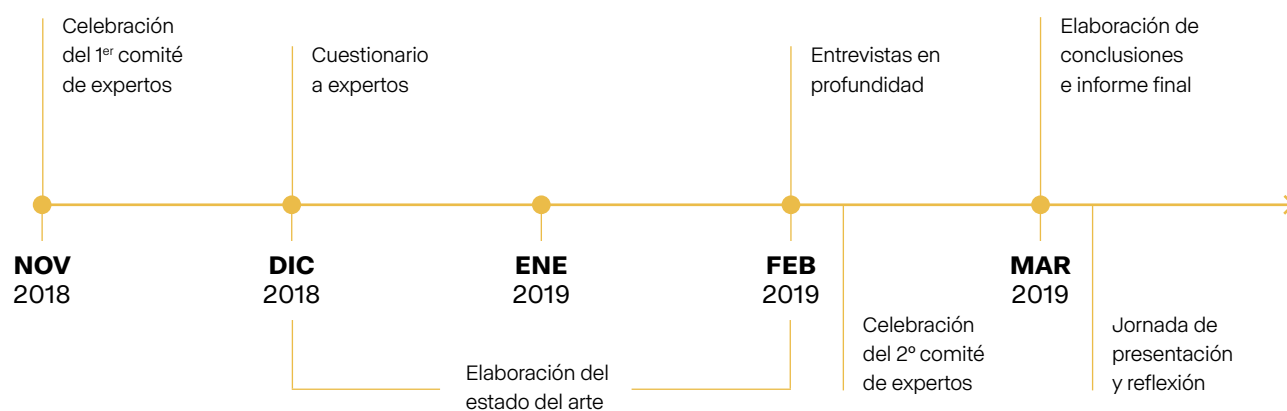 Celebración
del 1er comité
de expertos
Cuestionario
a expertos
Entrevistas en
profundidad
Elaboración de
conclusiones
e informe final
NOV
2018
DIC
2018
ENE
2019
FEB
2019
MAR
2019
Elaboración del
estado del arte
Celebración
del 2º comité
de expertos
Jornada de
presentación
y reflexión